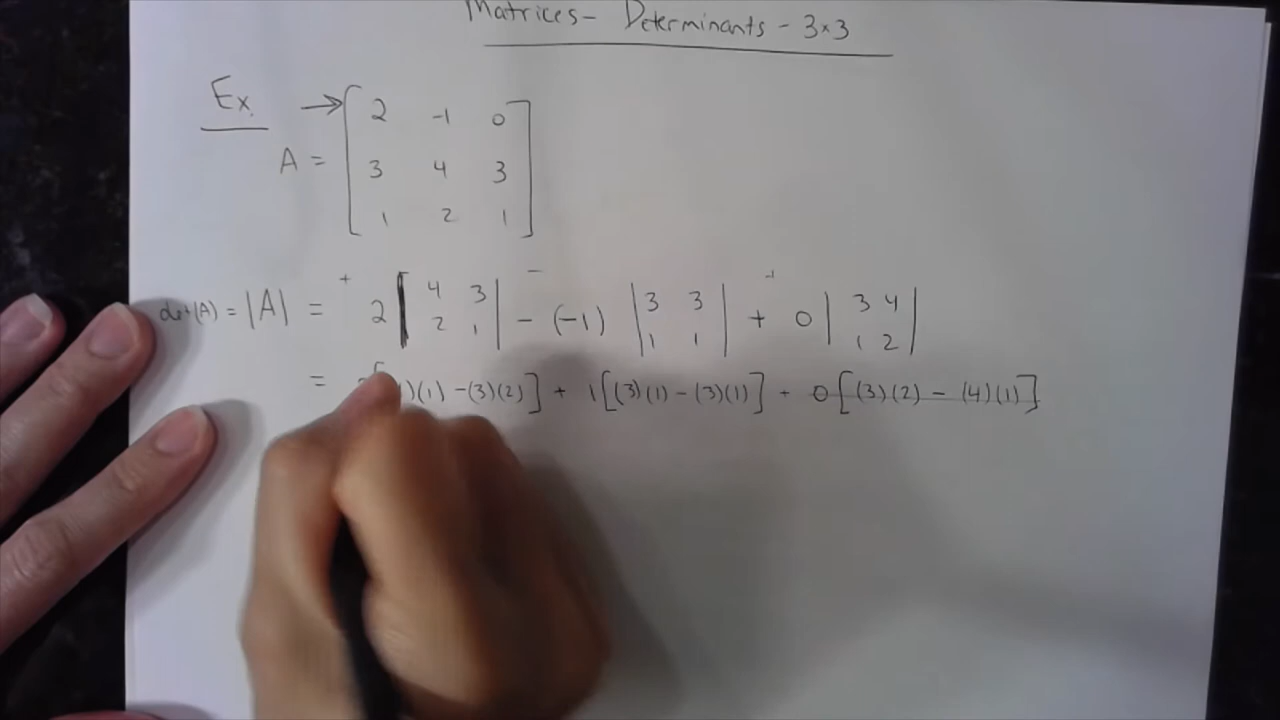 Matrices- Determinants - 3×3
Ex.
→ 2 -1 0
A = 3 4 3
1 2 1
+ - +
det(A) = |A| = 2 | 4 3 | - (-1) | 3 3 | + 0 | 3 4 |
2 1 1 1 1 2
= [ )(1) -(3)(2)] + 1[(3)(1) - (3)(1)] + 0[(3)(2) - (4)(1)]